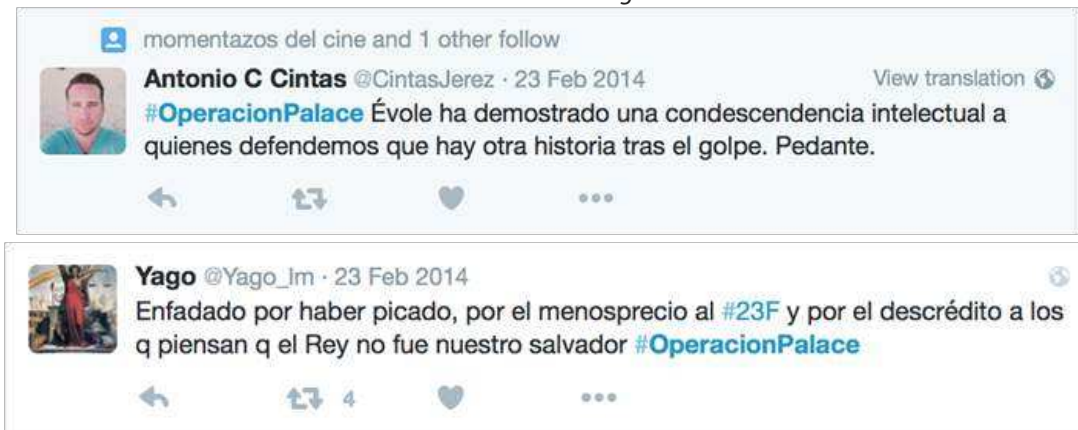 momentazos del cine and 1 other follow
Antonio C Cintas @CintasJerez · 23 Feb 2014 View translation
#OperacionPalace Évole ha demostrado una condescendencia intelectual a
quienes defendemos que hay otra historia tras el golpe. Pedante.
Yago @Yago_Im · 23 Feb 2014
Enfadado por haber picado, por el menosprecio al #23F y por el descrédito a los
q piensan q el Rey no fue nuestro salvador #OperacionPalace
4